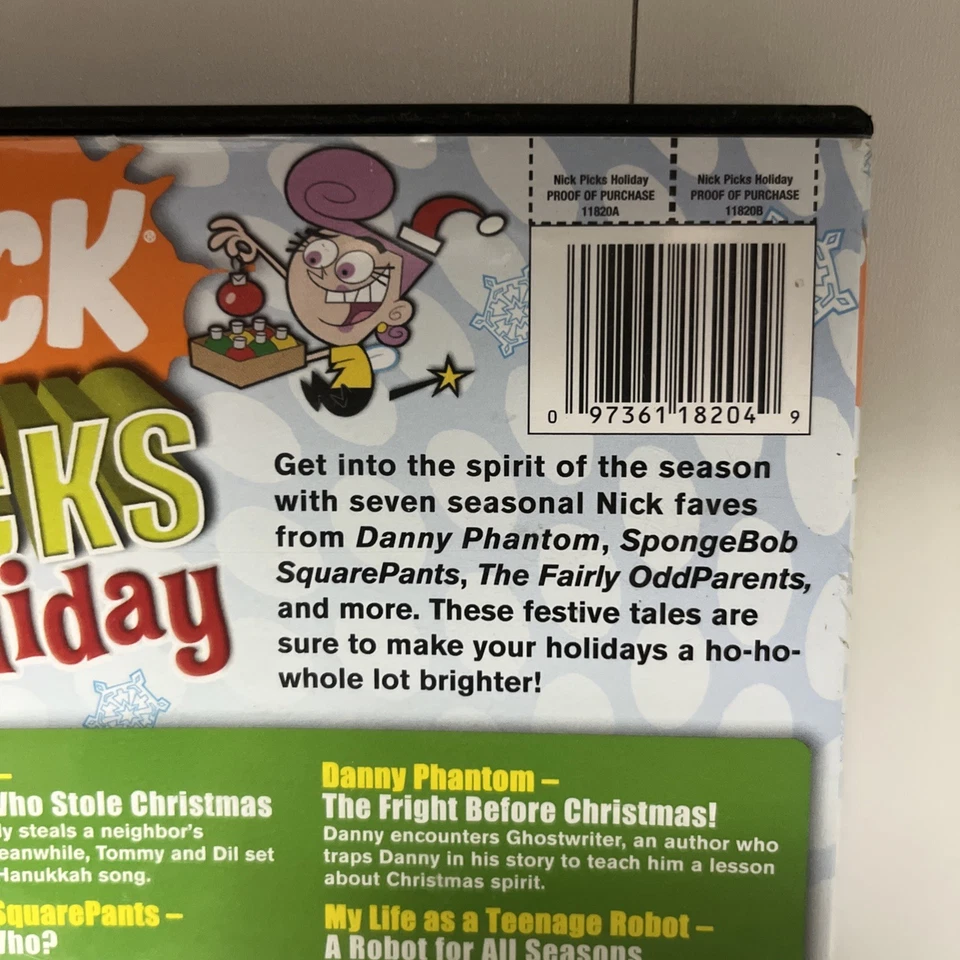 CK®
Nick Picks Holiday
PROOF OF PURCHASE
11820A
Nick Picks Holiday
PROOF OF PURCHASE
11820B
0 97361 18204 9
CKS
iday
Get into the spirit of the season
with seven seasonal Nick faves
from Danny Phantom, SpongeBob
SquarePants, The Fairly OddParents,
and more. These festive tales are
sure to make your holidays a ho-ho-
whole lot brighter!
–
Who Stole Christmas
ly steals a neighbor's
eanwhile, Tommy and Dil set
Hanukkah song.
SquarePants –
Who?
Danny Phantom –
The Fright Before Christmas!
Danny encounters Ghostwriter, an author who
traps Danny in his story to teach him a lesson
about Christmas spirit.
My Life as a Teenage Robot –
A Robot for All Seasons